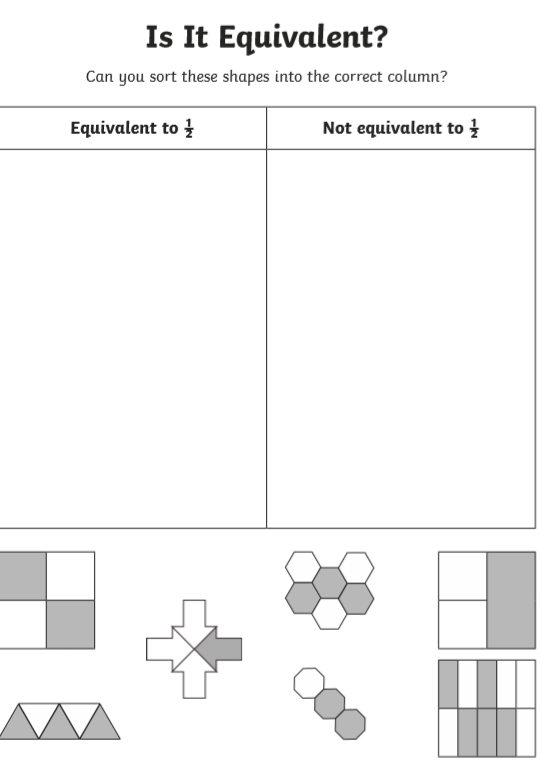 Is It Equivalent?
Can you sort these shapes into the correct column?
Equivalent to ½
Not equivalent to ½